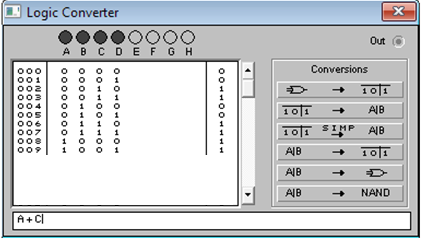 Logic Converter
A B C D E F G H
Out
Conversions
000 0 0 0 0 0
001 0 0 0 1 0
002 0 0 1 0 1
003 0 0 1 1 1
004 0 1 0 0 0
005 0 1 0 1 0
006 0 1 1 0 1
007 0 1 1 1 1
008 1 0 0 0 1
009 1 0 0 1 1
→ 1 0 1
1 0 1 → A|B
1 0 1 SIMP → A|B
A|B → 1 0 1
A|B →
A|B → NAND
A+C